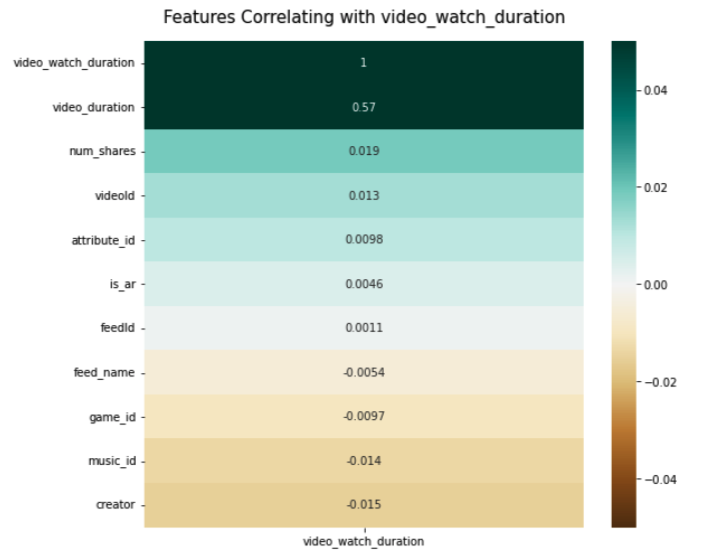 Features Correlating with video_watch_duration
video_watch_duration
1
video_duration
0.57
num_shares
0.019
videoId
0.013
attribute_id
0.0098
is_ar
0.0046
feedId
0.0011
feed_name
-0.0054
game_id
-0.0097
music_id
-0.014
creator
-0.015
video_watch_duration
0.04
0.02
0.00
−0.02
−0.04